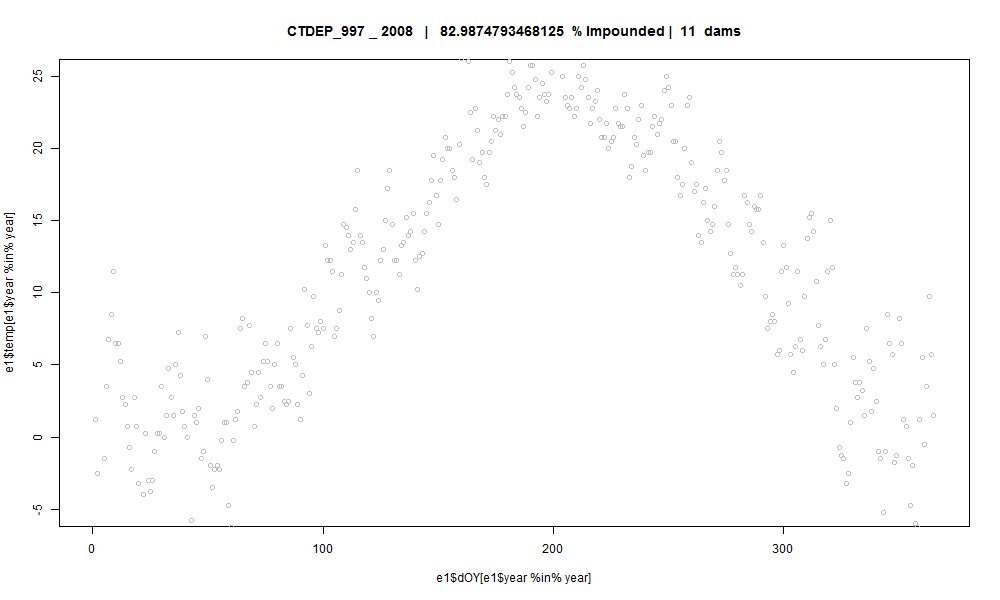 CTDEP_997 _ 2008 | 82.9874793468125 % Impounded | 11 dams
e1$temp[e1$year %in% year]
25
20
15
10
5
0
-5
0 100 200 300
e1$dOY[e1$year %in% year]